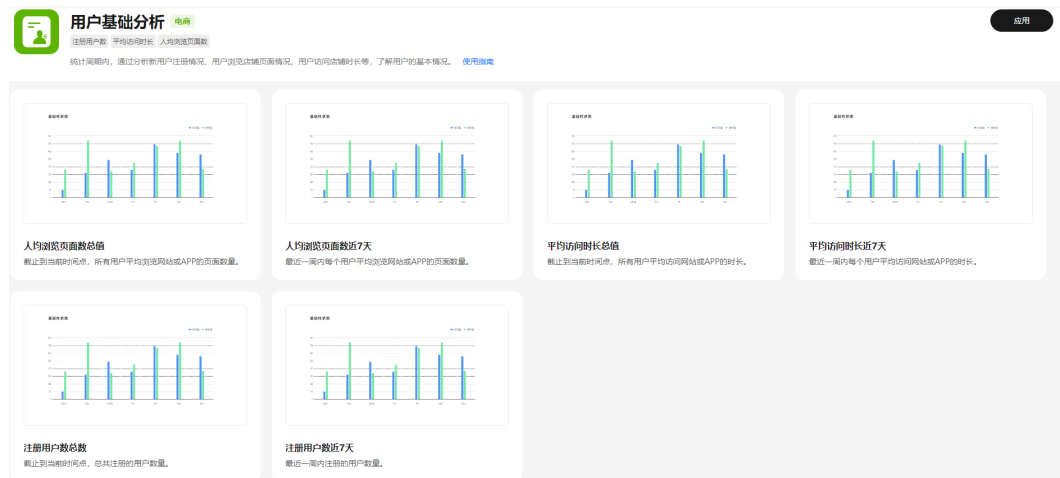 用户基础分析 电商
应用
注册用户数 平均访问时长 人均浏览页面数
统计周期内，通过分析新用户注册情况、用户浏览店铺页面情况、用户访问店铺时长等，了解用户的基本情况。 使用指南
人均浏览页面数总值
截止到当前时间点，所有用户平均浏览网站或APP的页面数量。
人均浏览页面数近7天
最近一周内每个用户平均浏览网站或APP的页面数量。
平均访问时长总值
截止到当前时间点，所有用户平均访问网站或APP的时长。
平均访问时长近7天
最近一周内每个用户平均访问网站或APP的时长。
注册用户数总数
截止到当前时间点，总共注册的用户数量。
注册用户数近7天
最近一周内注册的用户数量。